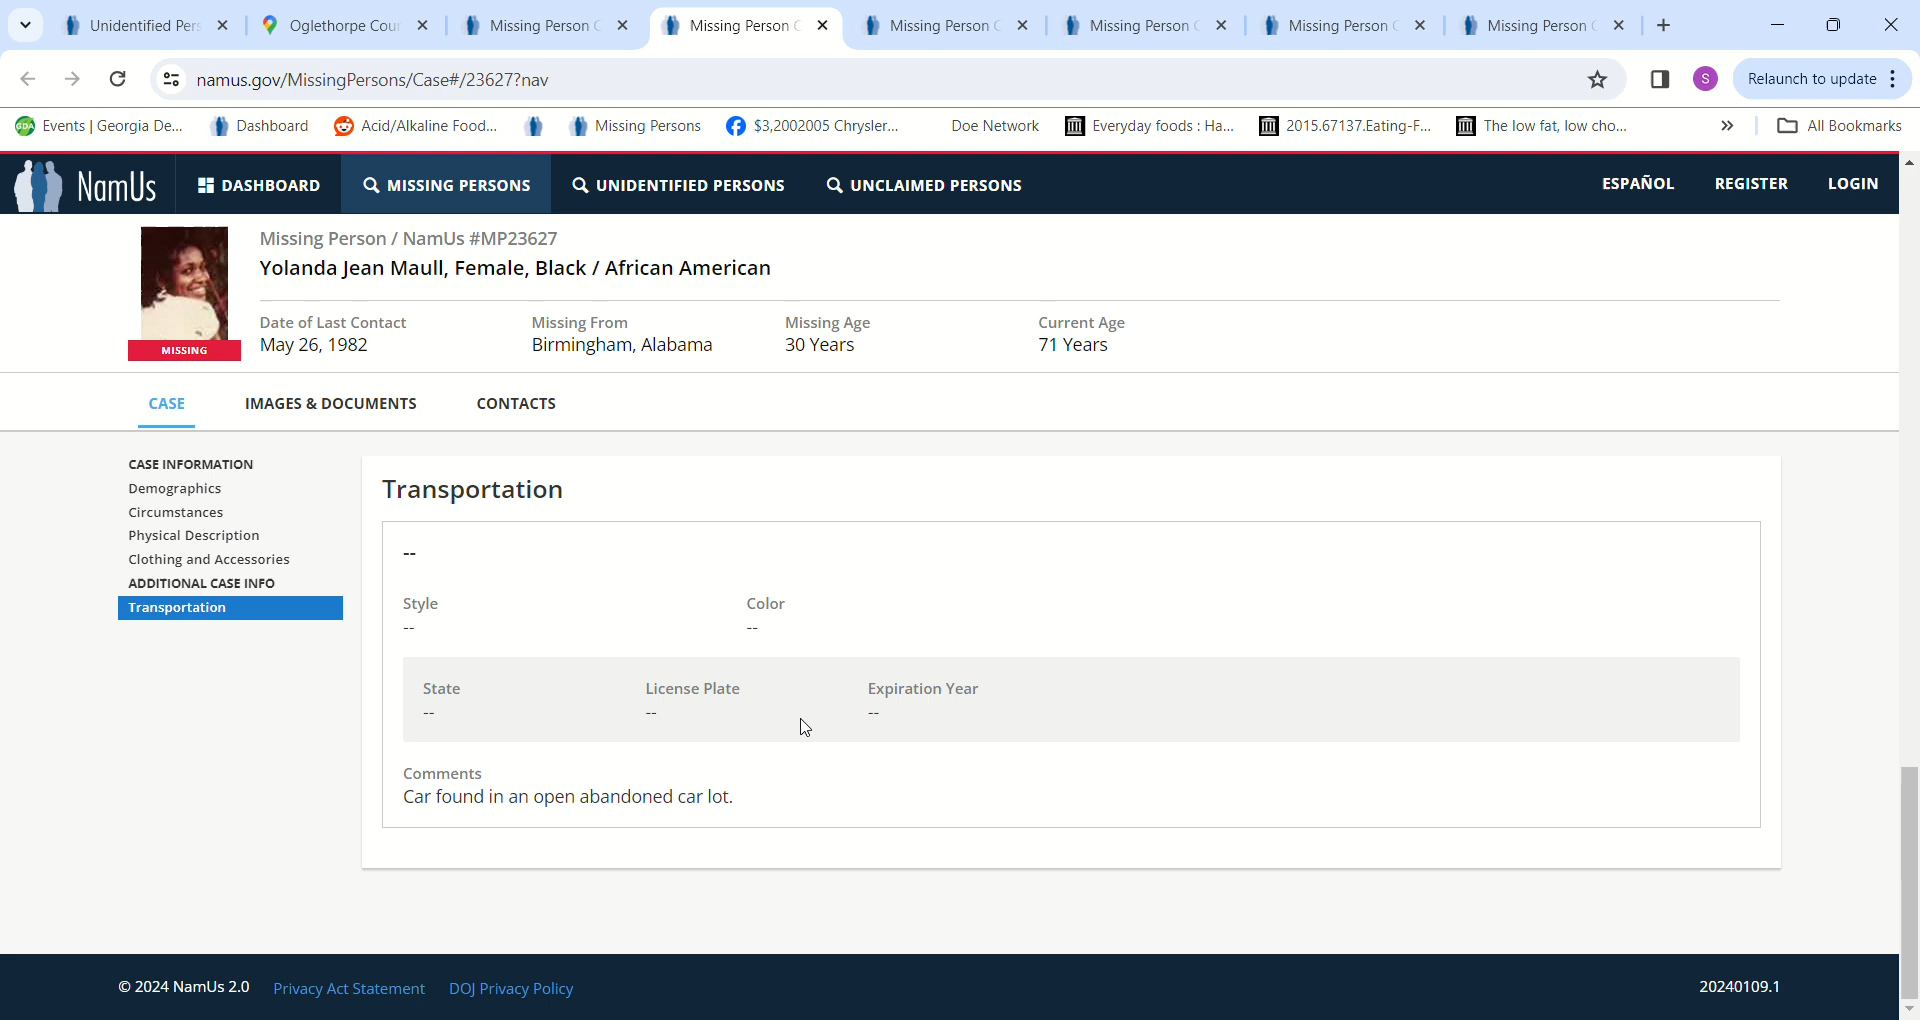 Unidentified Pers
Oglethorpe Cour
Missing Person C
Missing Person C
Missing Person C
Missing Person C
Missing Person C
Missing Person C
namus.gov/MissingPersons/Case#/23627?nav
S
Relaunch to update
GDA
Events | Georgia De...
Dashboard
Acid/Alkaline Food...
Missing Persons
$3,2002005 Chrysler...
Doe Network
Everyday foods : Ha...
2015.67137.Eating-F...
The low fat, low cho...
»
All Bookmarks
NamUs
DASHBOARD
MISSING PERSONS
UNIDENTIFIED PERSONS
UNCLAIMED PERSONS
ESPAÑOL
REGISTER
LOGIN
Missing Person / NamUs #MP23627
Yolanda Jean Maull, Female, Black / African American
MISSING
Date of Last Contact
May 26, 1982
Missing From
Birmingham, Alabama
Missing Age
30 Years
Current Age
71 Years
CASE
IMAGES & DOCUMENTS
CONTACTS
CASE INFORMATION
Demographics
Circumstances
Physical Description
Clothing and Accessories
ADDITIONAL CASE INFO
Transportation
Transportation
--
Style
--
Color
--
State
--
License Plate
--
Expiration Year
--
Comments
Car found in an open abandoned car lot.
© 2024 NamUs 2.0
Privacy Act Statement
DOJ Privacy Policy
20240109.1